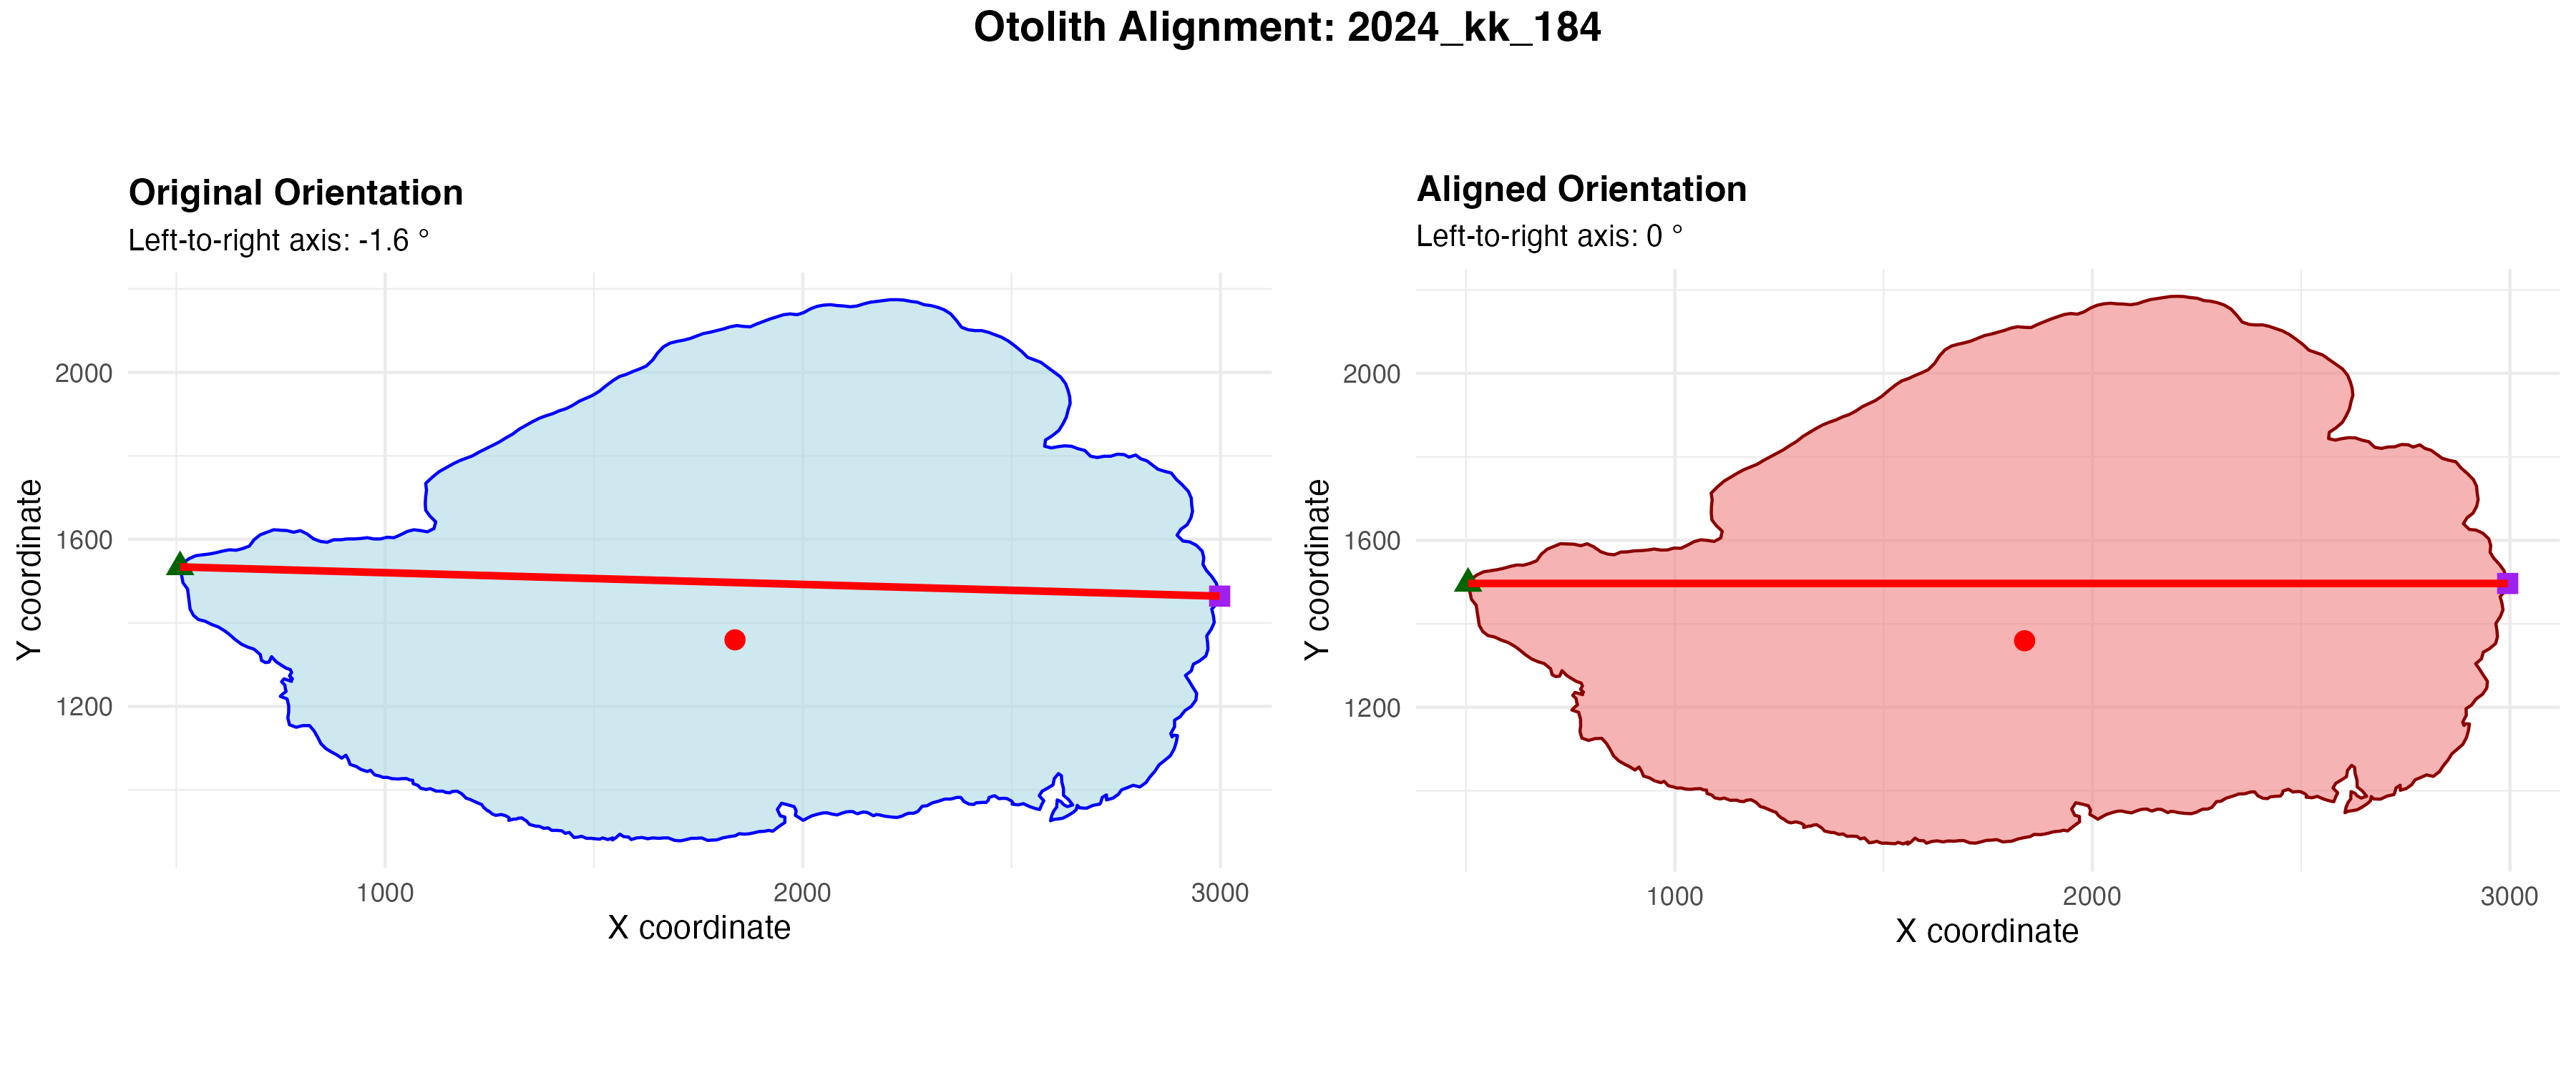 Otolith Alignment: 2024_kk_184
Original Orientation
Left-to-right axis: -1.6 °
Y coordinate
2000
1600
1200
1000
2000
3000
X coordinate
Aligned Orientation
Left-to-right axis: 0 °
Y coordinate
2000
1600
1200
1000
2000
3000
X coordinate